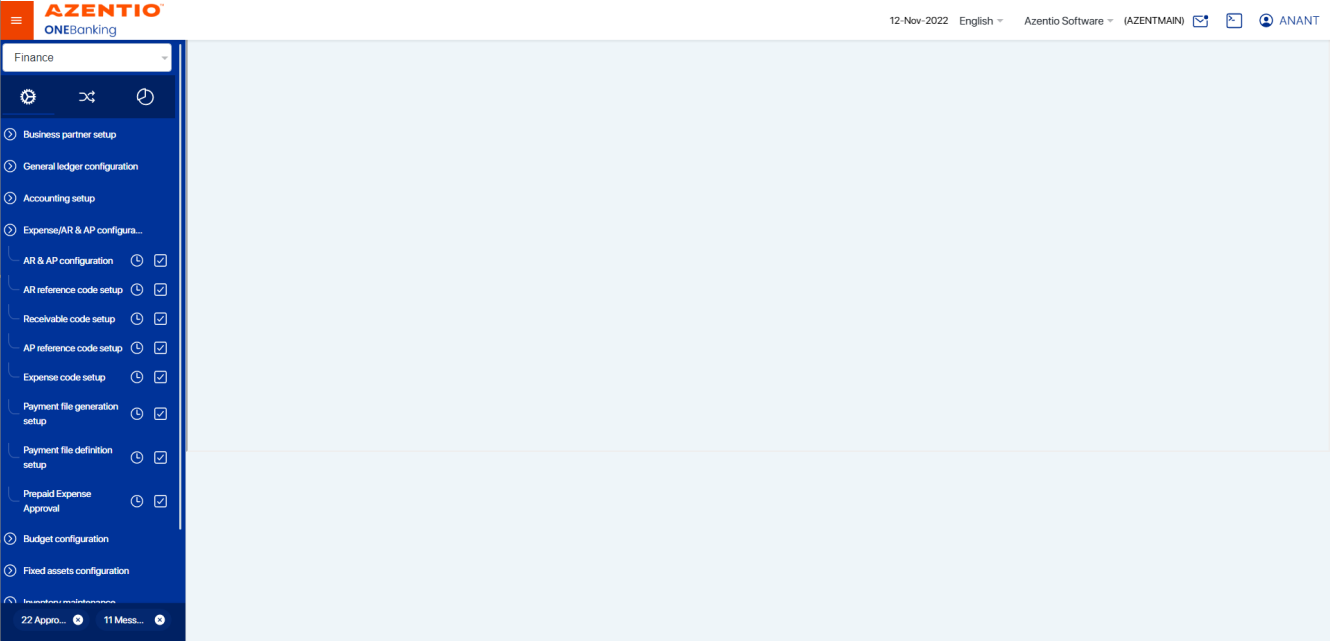 AZENTIO
ONEBanking
12-Nov-2022 English Azentio Software (AZENTMAIN) ANANT
Finance
Business partner setup
General ledger configuration
Accounting setup
Expense/AR & AP configura...
AR & AP configuration
AR reference code setup
Receivable code setup
AP reference code setup
Expense code setup
Payment file generation
setup
Payment file definition
setup
Prepaid Expense
Approval
Budget configuration
Fixed assets configuration
Inventory maintenance
22 Appro... 11 Mess...